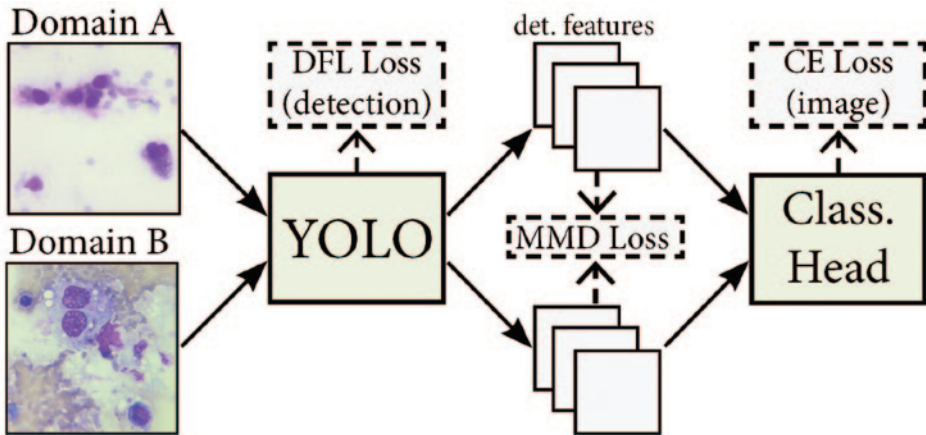 Domain A
DFL Loss
(detection)
det. features
CE Loss
(image)
YOLO
MMD Loss
Class.
Head
Domain B